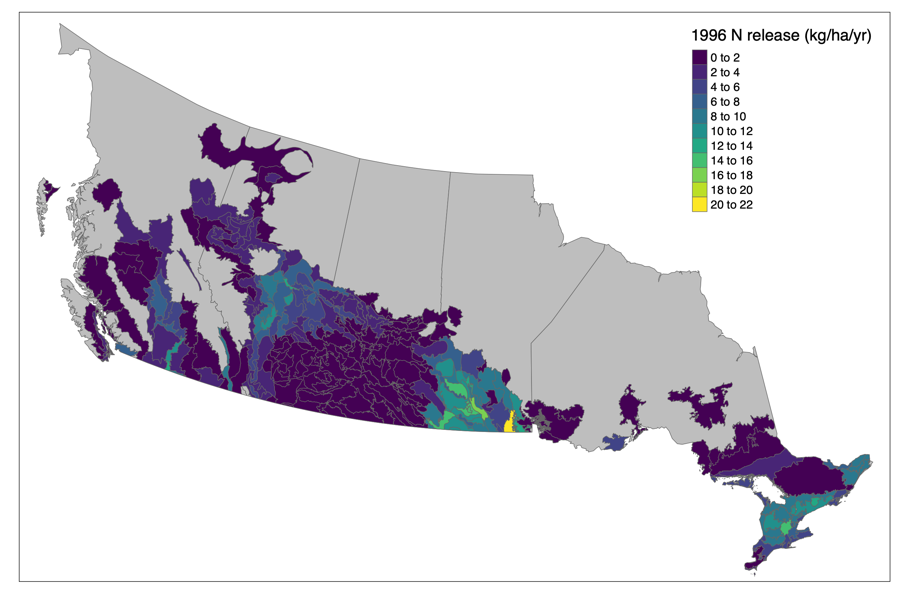 1996 N release (kg/ha/yr)
0 to 2
2 to 4
4 to 6
6 to 8
8 to 10
10 to 12
12 to 14
14 to 16
16 to 18
18 to 20
20 to 22